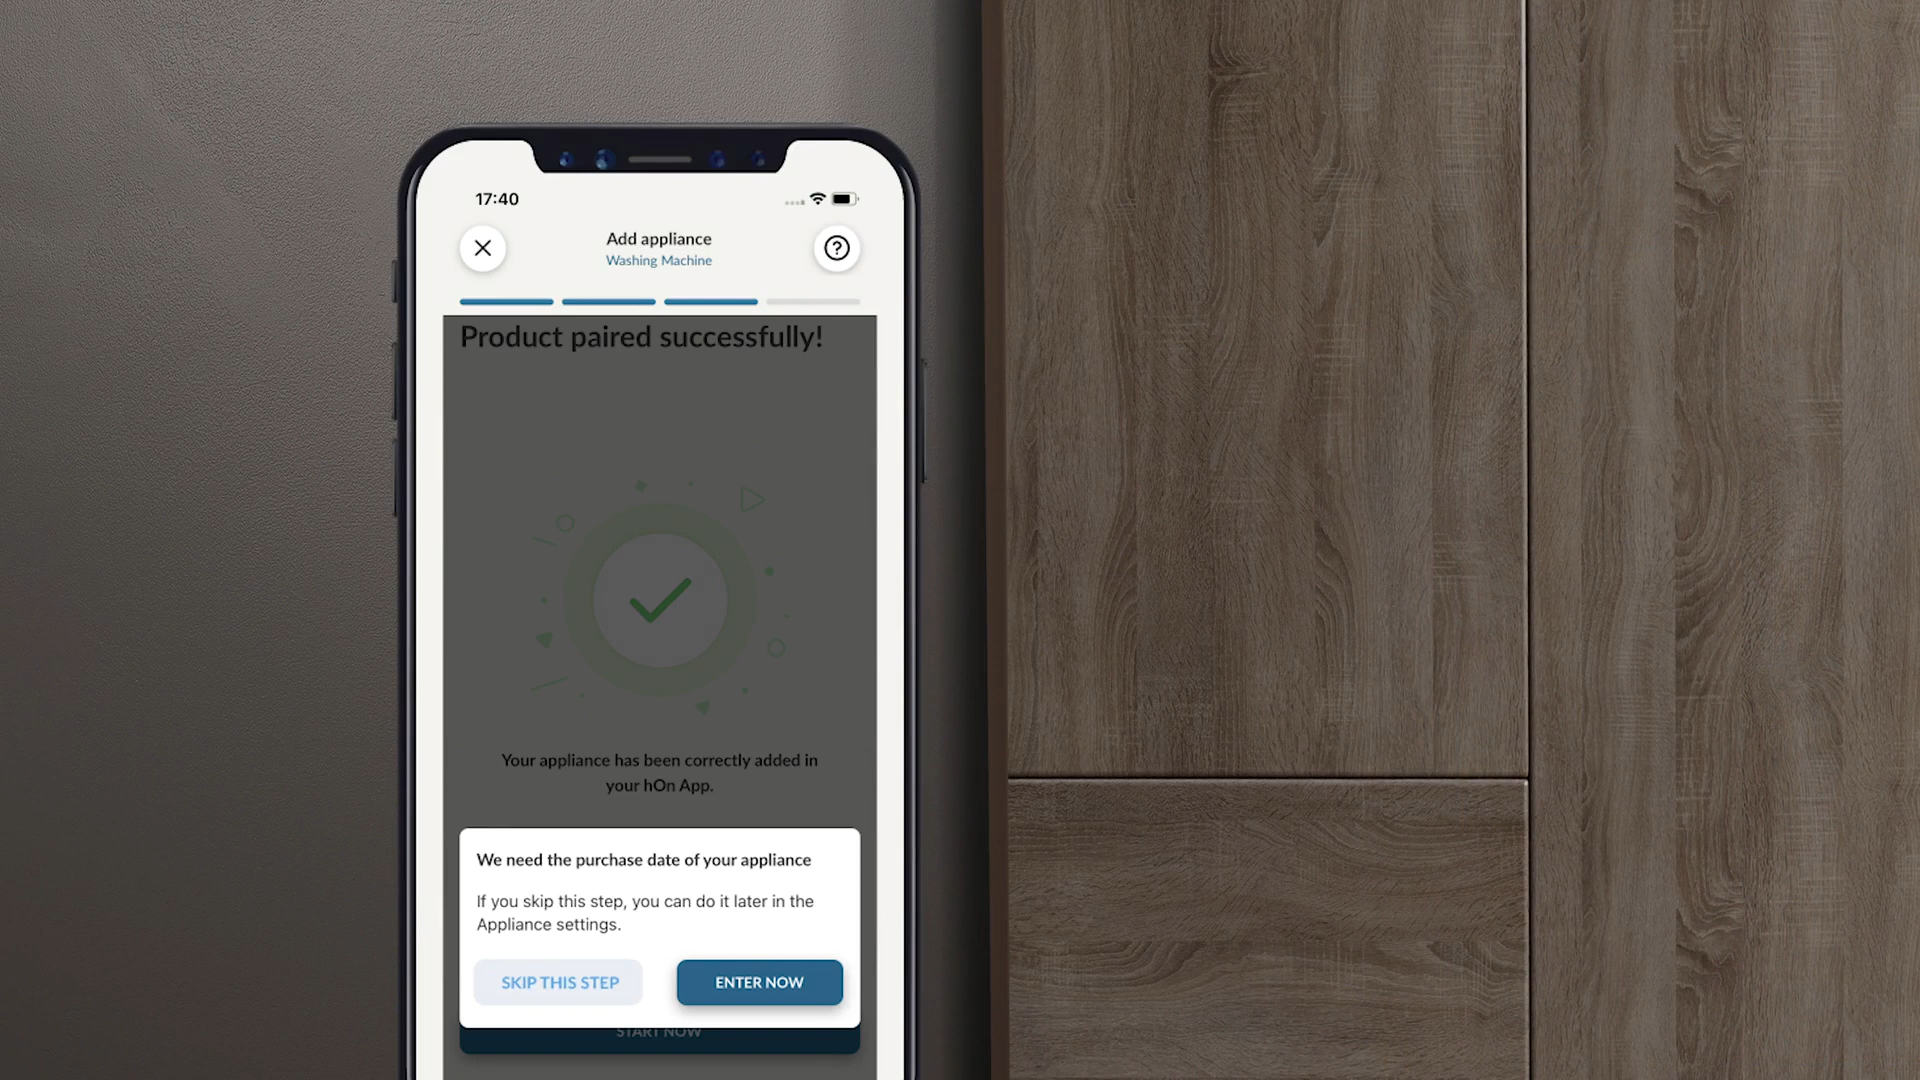 17:40
Add appliance
Washing Machine
Product paired successfully!
Your appliance has been correctly added in
your hOn App.
We need the purchase date of your appliance
If you skip this step, you can do it later in the
Appliance settings.
SKIP THIS STEP
ENTER NOW
START NOW